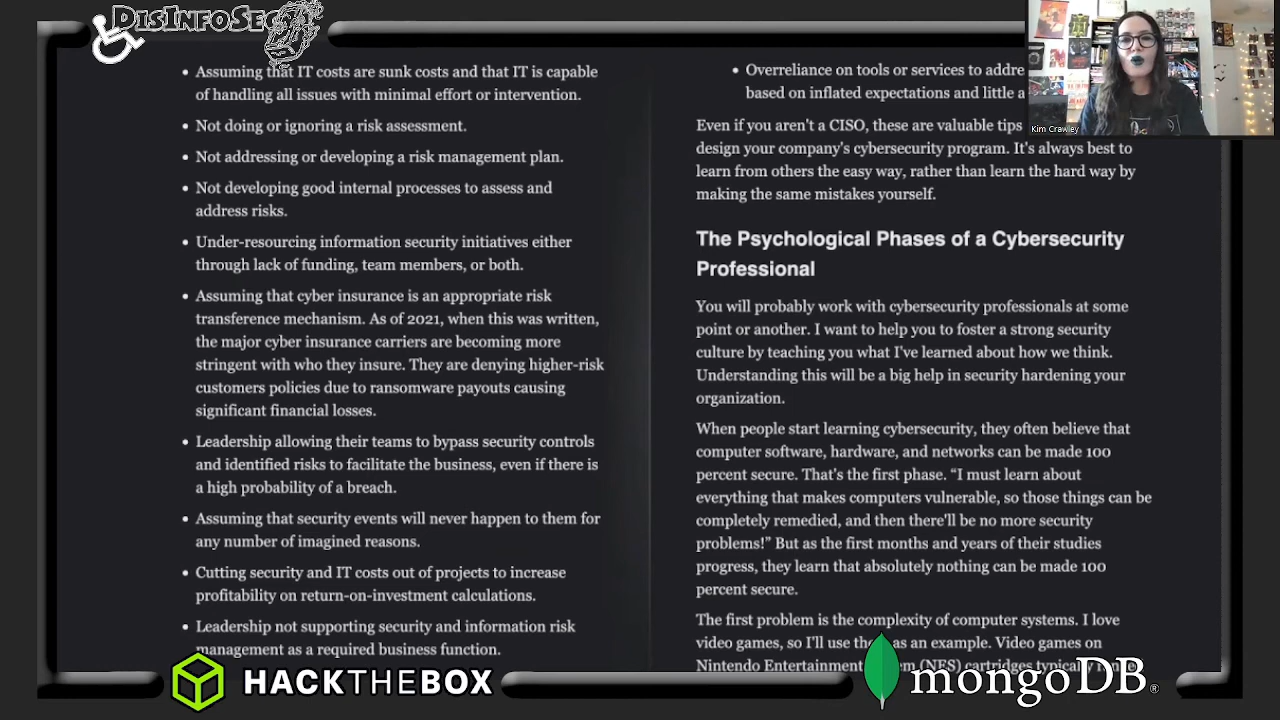 DisInfoSec
Assuming that IT costs are sunk costs and that IT is capable
of handling all issues with minimal effort or intervention.
Not doing or ignoring a risk assessment.
Not addressing or developing a risk management plan.
Not developing good internal processes to assess and
address risks.
Under-resourcing information security initiatives either
through lack of funding, team members, or both.
Assuming that cyber insurance is an appropriate risk
transference mechanism. As of 2021, when this was written,
the major cyber insurance carriers are becoming more
stringent with who they insure. They are denying higher-risk
customers policies due to ransomware payouts causing
significant financial losses.
Leadership allowing their teams to bypass security controls
and identified risks to facilitate the business, even if there is
a high probability of a breach.
Assuming that security events will never happen to them for
any number of imagined reasons.
Cutting security and IT costs out of projects to increase
profitability on return-on-investment calculations.
Leadership not supporting security and information risk
management as a required business function.
Overreliance on tools or services to addre
based on inflated expectations and little a
Even if you aren't a CISO, these are valuable tips
design your company's cybersecurity program. It's always best to
learn from others the easy way, rather than learn the hard way by
making the same mistakes yourself.
The Psychological Phases of a Cybersecurity
Professional
You will probably work with cybersecurity professionals at some
point or another. I want to help you to foster a strong security
culture by teaching you what I've learned about how we think.
Understanding this will be a big help in security hardening your
organization.
When people start learning cybersecurity, they often believe that
computer software, hardware, and networks can be made 100
percent secure. That's the first phase. “I must learn about
everything that makes computers vulnerable, so those things can be
completely remedied, and then there'll be no more security
problems!” But as the first months and years of their studies
progress, they learn that absolutely nothing can be made 100
percent secure.
The first problem is the complexity of computer systems. I love
video games, so I'll use as an example. Video games on
Nintendo Entertainment (NES) cartridges
Kim Crawley
HACKTHEBOX
mongoDB®